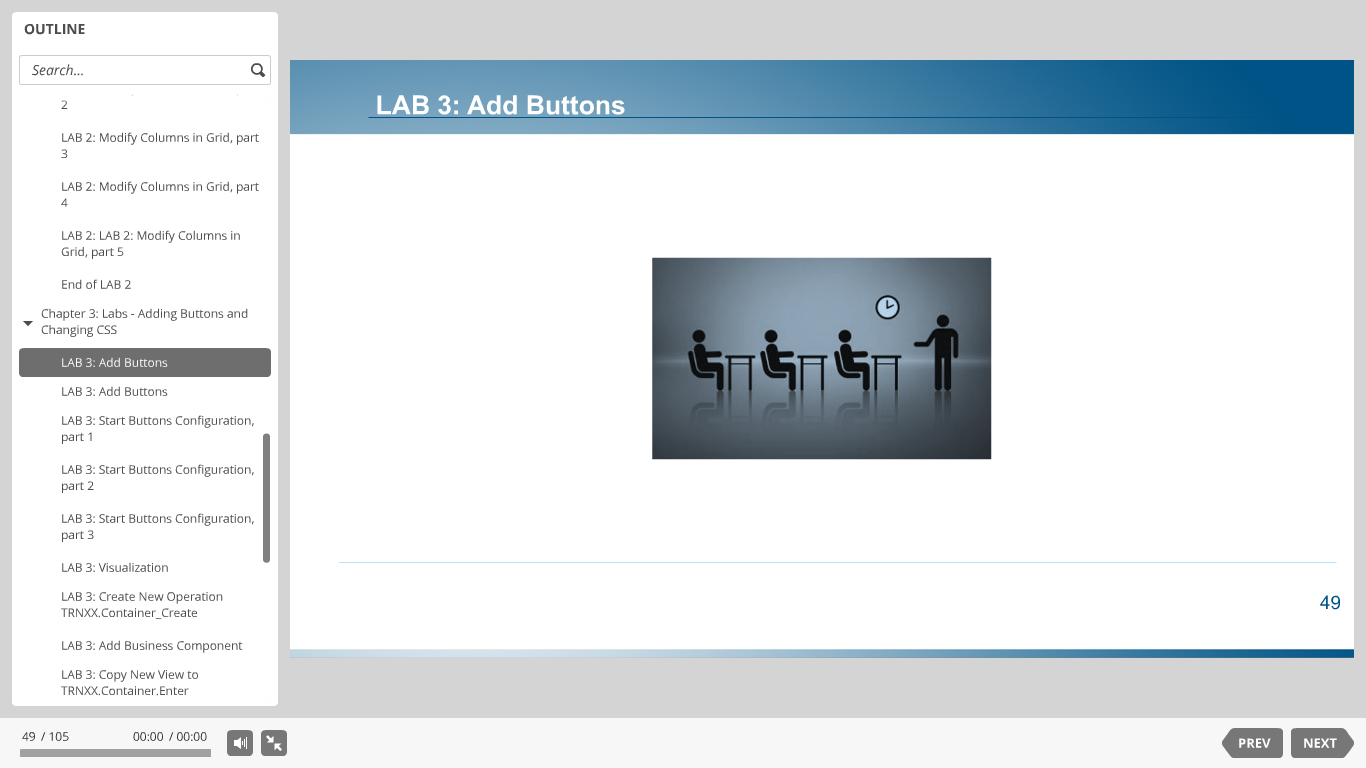 OUTLINE
Search...
2
LAB 2: Modify Columns in Grid, part
3
LAB 2: Modify Columns in Grid, part
4
LAB 2: LAB 2: Modify Columns in
Grid, part 5
End of LAB 2
Chapter 3: Labs - Adding Buttons and
Changing CSS
LAB 3: Add Buttons
LAB 3: Add Buttons
LAB 3: Start Buttons Configuration,
part 1
LAB 3: Start Buttons Configuration,
part 2
LAB 3: Start Buttons Configuration,
part 3
LAB 3: Visualization
LAB 3: Create New Operation
TRNXX.Container_Create
LAB 3: Add Business Component
LAB 3: Copy New View to
TRNXX.Container.Enter
LAB 3: Add Buttons
49
49 / 105
00:00 / 00:00
PREV
NEXT